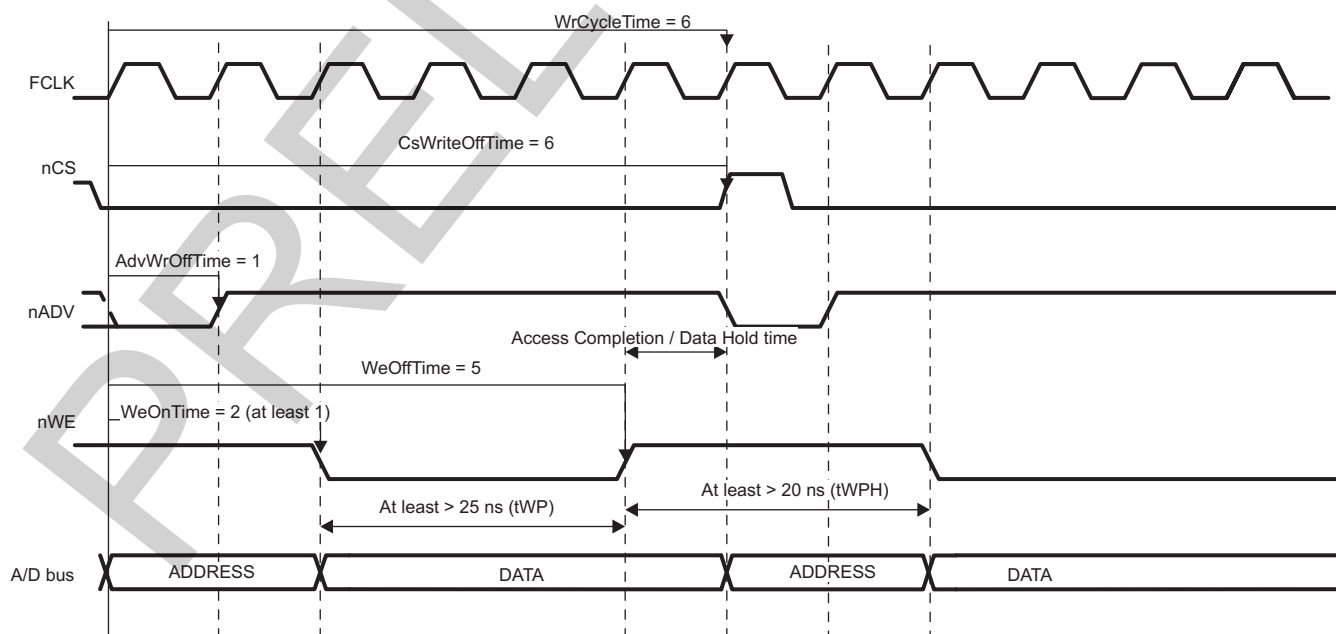 WrCycleTime = 6
FCLK
CsWriteOffTime = 6
nCS
AdvWrOffTime = 1
nADV
Access Completion / Data Hold time
WeOffTime = 5
WeOnTime = 2 (at least 1)
nWE
At least > 20 ns (tWPH)
At least > 25 ns (tWP)
A/D bus
ADDRESS
DATA
ADDRESS
DATA
PREL